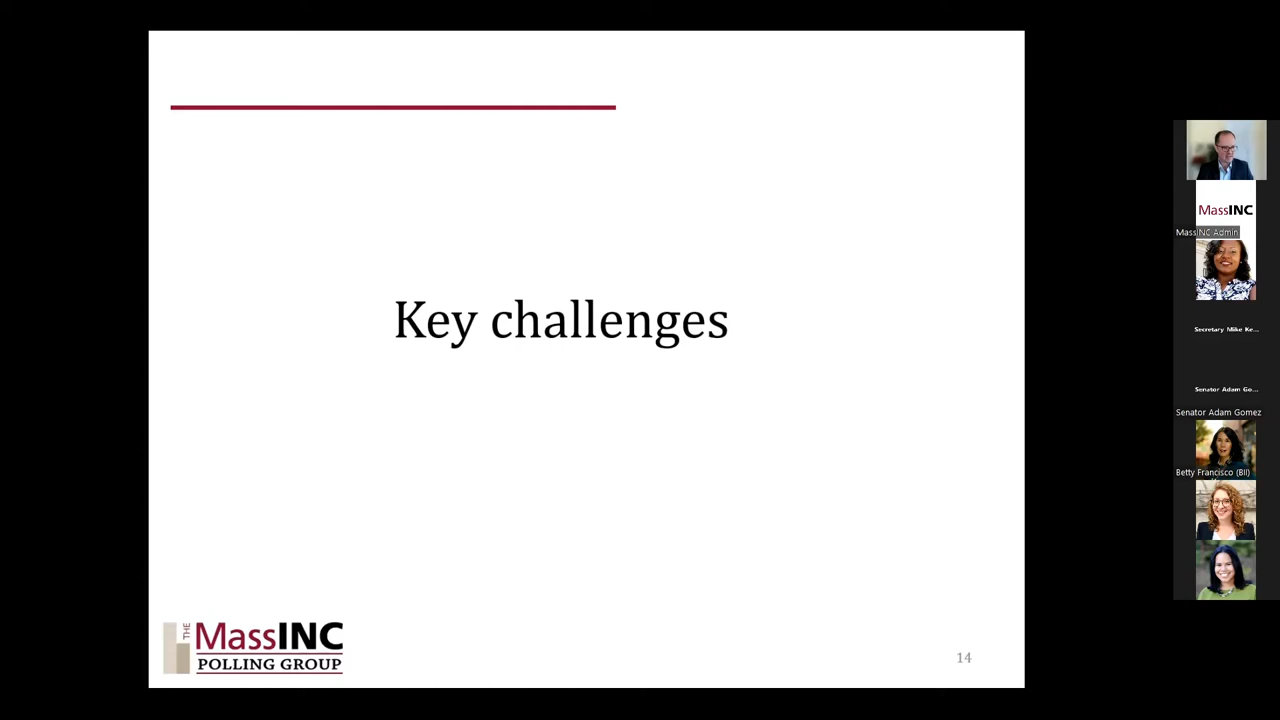 Key challenges
THE
MassINC
POLLING GROUP
14
MassINC
MassINC Admin
Secretary Mike Ke...
Senator Adam Go...
Senator Adam Gomez
Betty Francisco (BII)